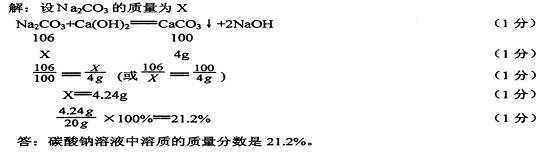 解：设Na₂CO₃的质量为X
Na₂CO₃+Ca(OH)₂══CaCO₃↓+2NaOH （1 分）
106 100
X 4g （1 分）
106/100 = X/4g (或 106/X = 100/4g ) （1 分）
X=4.24g （1 分）
4.24g/20g ×100%=21.2% （1 分）
答：碳酸钠溶液中溶质的质量分数是 21.2%。